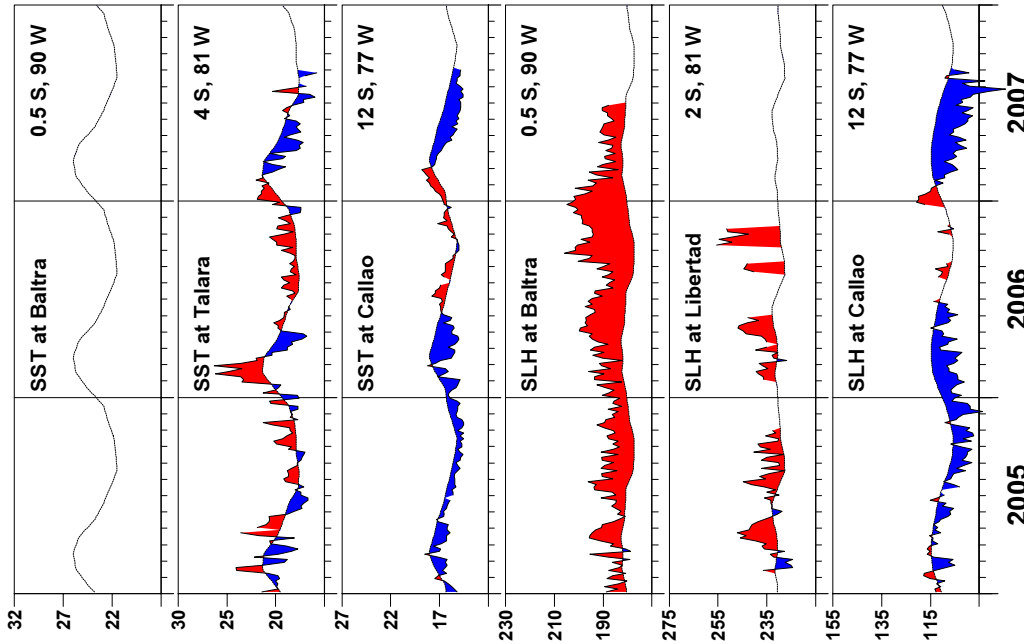 SST at Baltra
0.5 S, 90 W
32
27
22
SST at Talara
4 S, 81 W
30
25
20
SST at Callao
12 S, 77 W
27
22
17
SLH at Baltra
0.5 S, 90 W
230
210
190
SLH at Libertad
2 S, 81 W
275
255
235
SLH at Callao
12 S, 77 W
155
135
115
2005
2006
2007